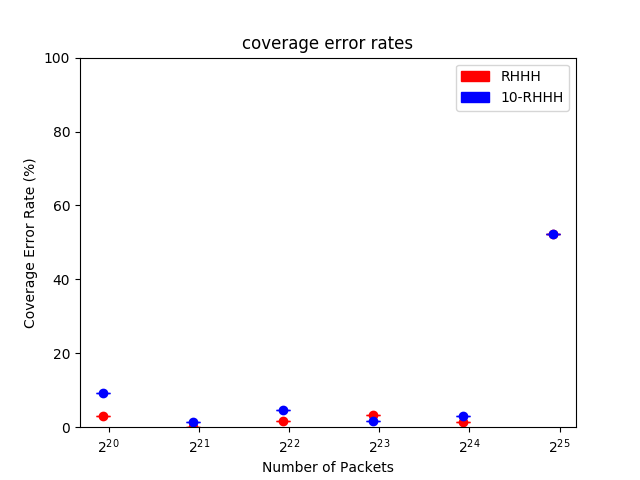 coverage error rates
100
80
60
40
20
0
Coverage Error Rate (%)
RHHH
10-RHHH
2^20 2^21 2^22 2^23 2^24 2^25
Number of Packets